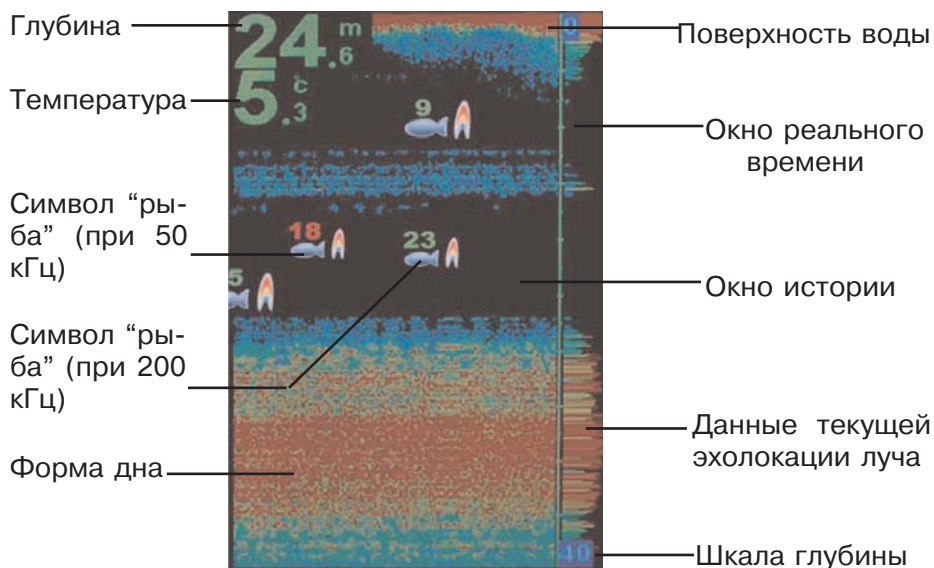 Глубина
Температура
Символ “ры-
ба” (при 50
кГц)
Символ “ры-
ба” (при 200
кГц)
Форма дна
24.6 m
5.3 c
9
18
23
5
0
40
Поверхность воды
Окно реального
времени
Окно истории
Данные текущей
эхолокации луча
Шкала глубины